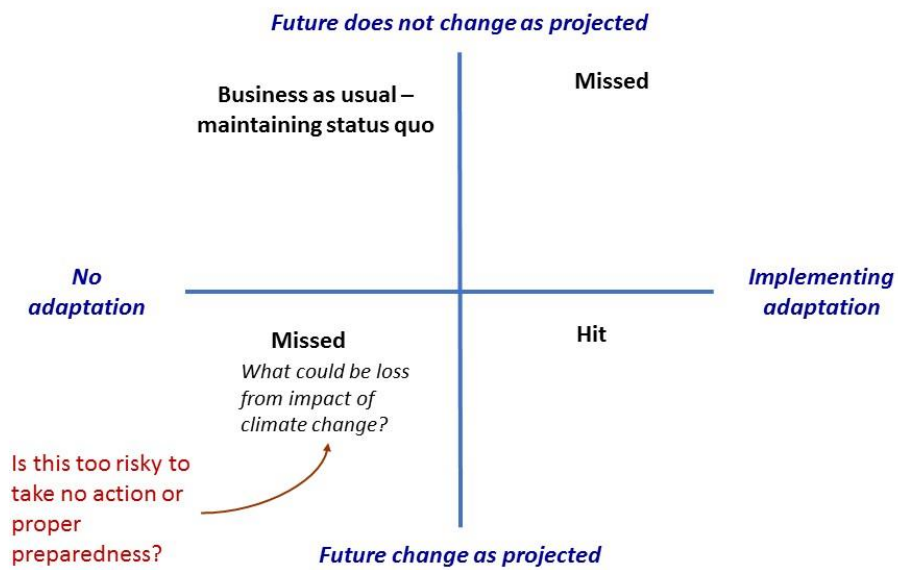 Future does not change as projected
Business as usual –
maintaining status quo
Missed
No
adaptation
Implementing
adaptation
Missed
What could be loss
from impact of
climate change?
Hit
Is this too risky to
take no action or
proper
preparedness?
Future change as projected